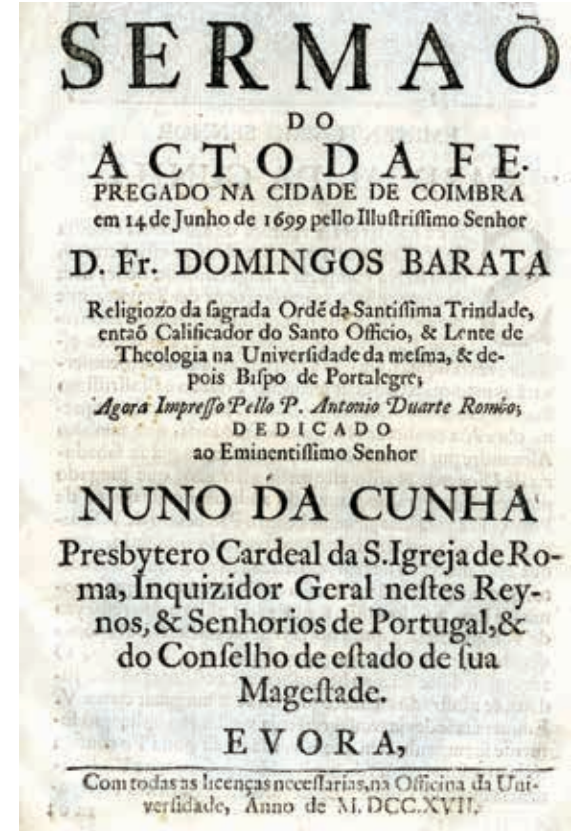 SERMAÕ
DO
ACTO DA FE.
PREGADO NA CIDADE DE COIMBRA
em 14 de Junho de 1699 pello Illuſtriſſimo Senhor
D. Fr. DOMINGOS BARATA
Religiozo da ſagrada Ordẽ da Santiſſima Trindade,
entaõ Calificador do Santo Officio, & Lente de
Theologia na Univerſidade da meſma, & de-
pois Biſpo de Portalegre;
Agora Impreſſo Pello P. Antonio Duarte Romêo;
DEDICADO
ao Eminentiſſimo Senhor
NUNO DA CUNHA
Presbytero Cardeal da S. Igreja de Ro-
ma, Inquizidor Geral neſtes Rey-
nos, & Senhorios de Portugal, &
do Conſelho de eſtado de ſua
Mageſtade.
EVORA,
Com todas as licenças neceſſarias, na Officina da Uni-
verſidade, Anno de M. DCC. XVII.